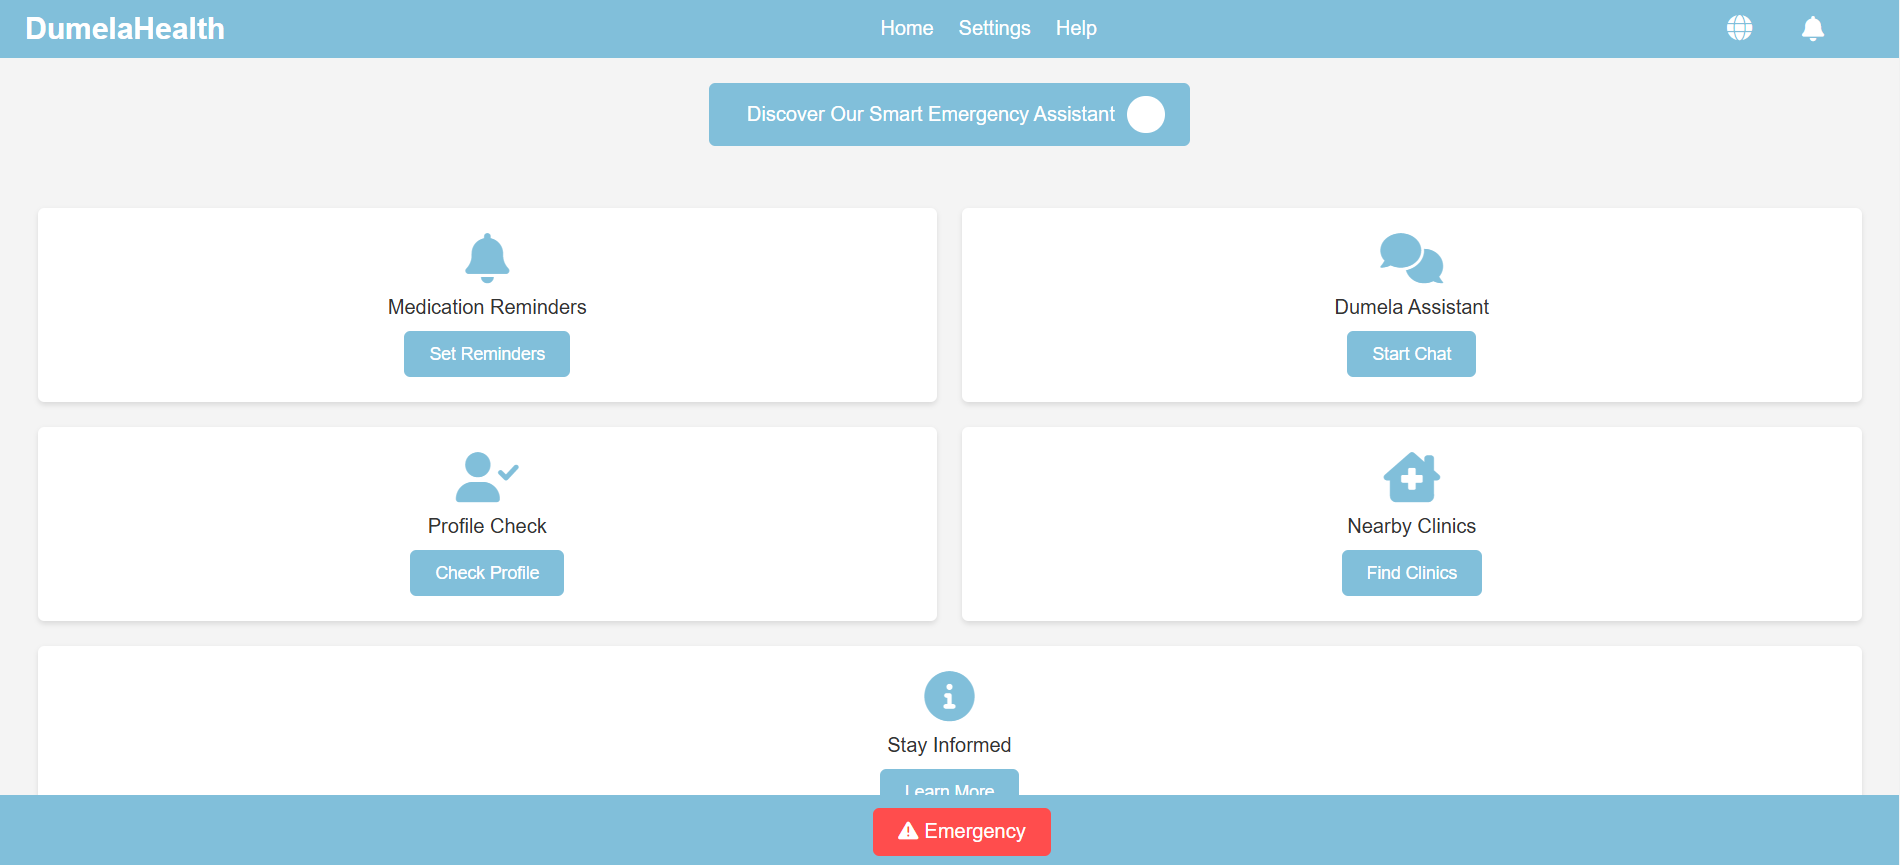 DumelaHealth
Home Settings Help
Discover Our Smart Emergency Assistant
Medication Reminders
Set Reminders
Dumela Assistant
Start Chat
Profile Check
Check Profile
Nearby Clinics
Find Clinics
Stay Informed
Learn More
Emergency